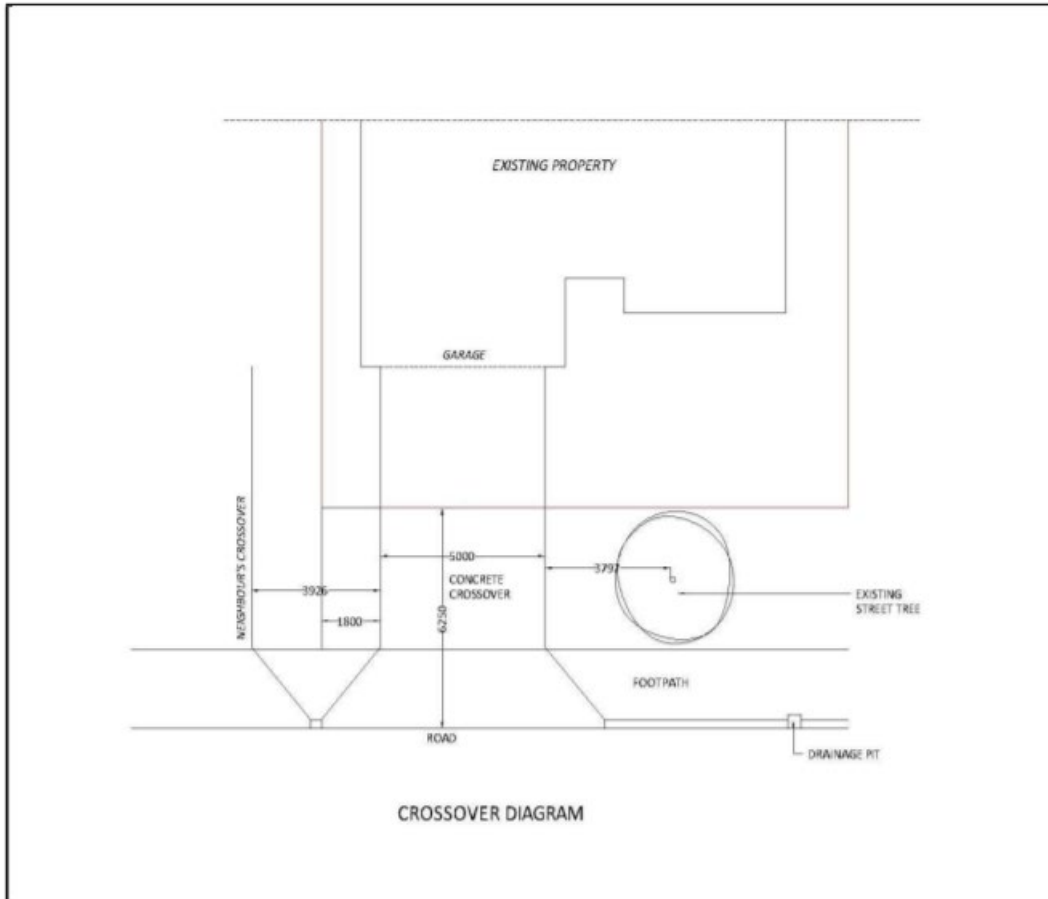 EXISTING PROPERTY
GARAGE
NEIGHBOUR'S CROSSOVER
5000
3797
CONCRETE
CROSSOVER
3926
EXISTING
STREET TREE
1800
6250
FOOTPATH
ROAD
DRAINAGE PIT
CROSSOVER DIAGRAM